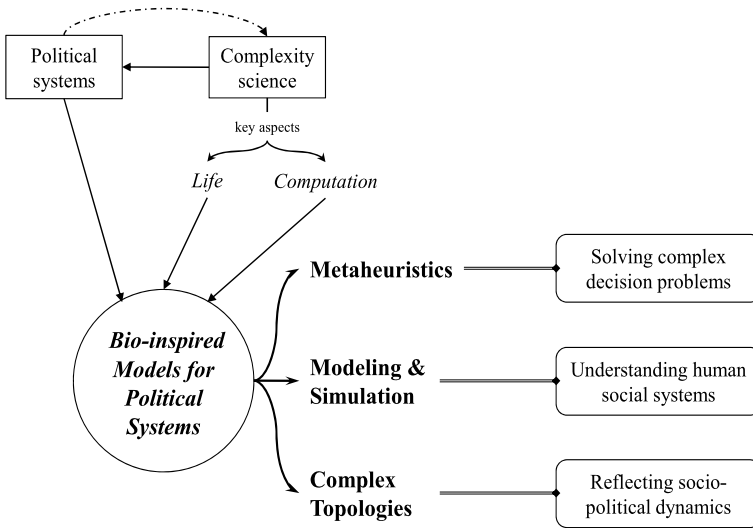 Political
systems
Complexity
science
key aspects
Life
Computation
Bio-inspired
Models for
Political
Systems
Metaheuristics
Solving complex
decision problems
Modeling &
Simulation
Understanding human
social systems
Complex
Topologies
Reflecting socio-
political dynamics